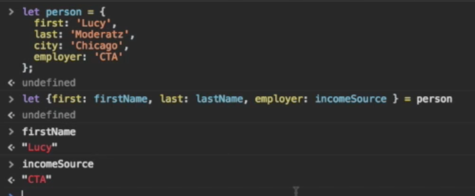 > let person = {
first: 'Lucy',
last: 'Moderatz',
city: 'Chicago',
employer: 'CTA'
};
< undefined
> let {first: firstName, last: lastName, employer: incomeSource } = person
< undefined
> firstName
< "Lucy"
> incomeSource
< "CTA"
>